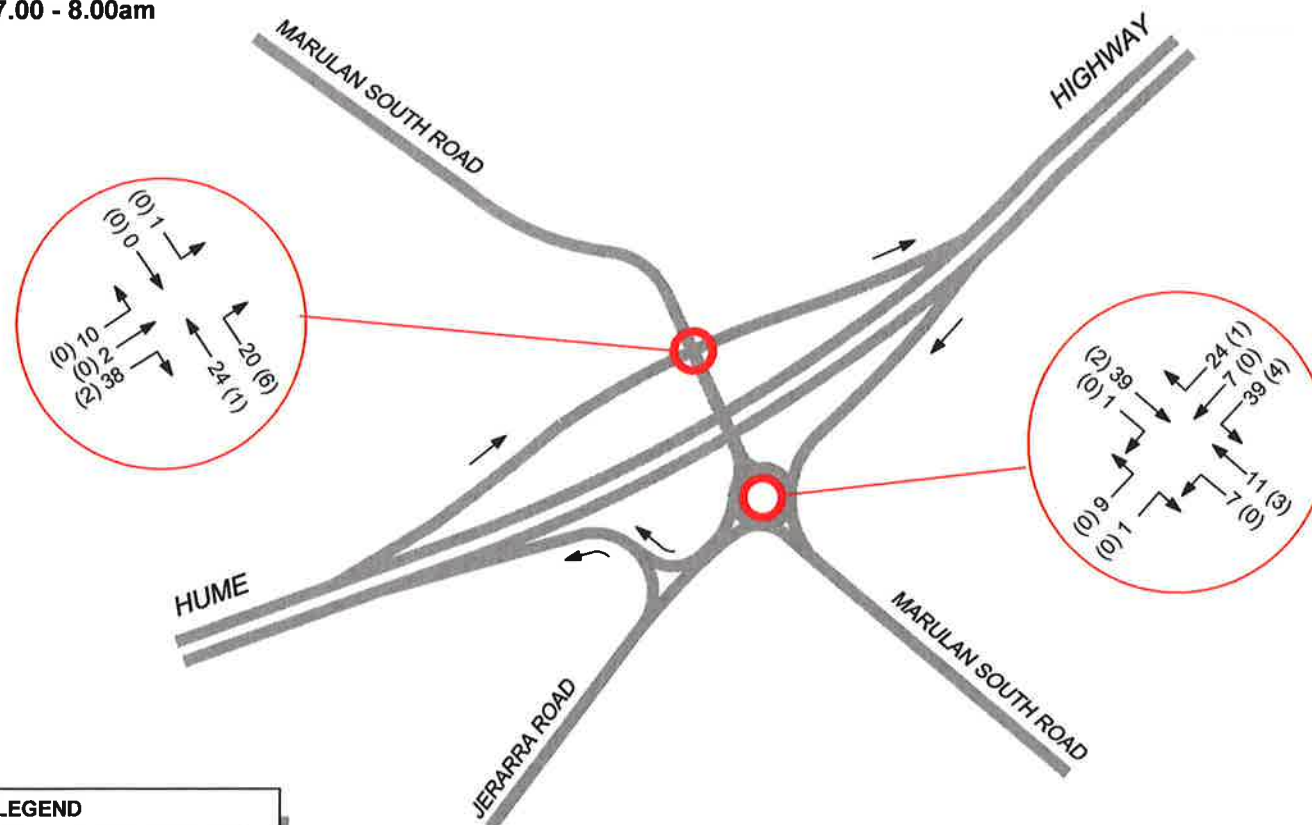 7.00 - 8.00am
MARULAN SOUTH ROAD
HIGHWAY
(0) 1
(0) 0
(0) 10
(0) 2
(2) 38
20 (6)
24 (1)
(2) 39
(0) 1
24 (1)
7 (0)
39 (4)
11 (3)
7 (0)
(0) 9
(0) 1
HUME
MARULAN SOUTH ROAD
JERARRA ROAD
LEGEND